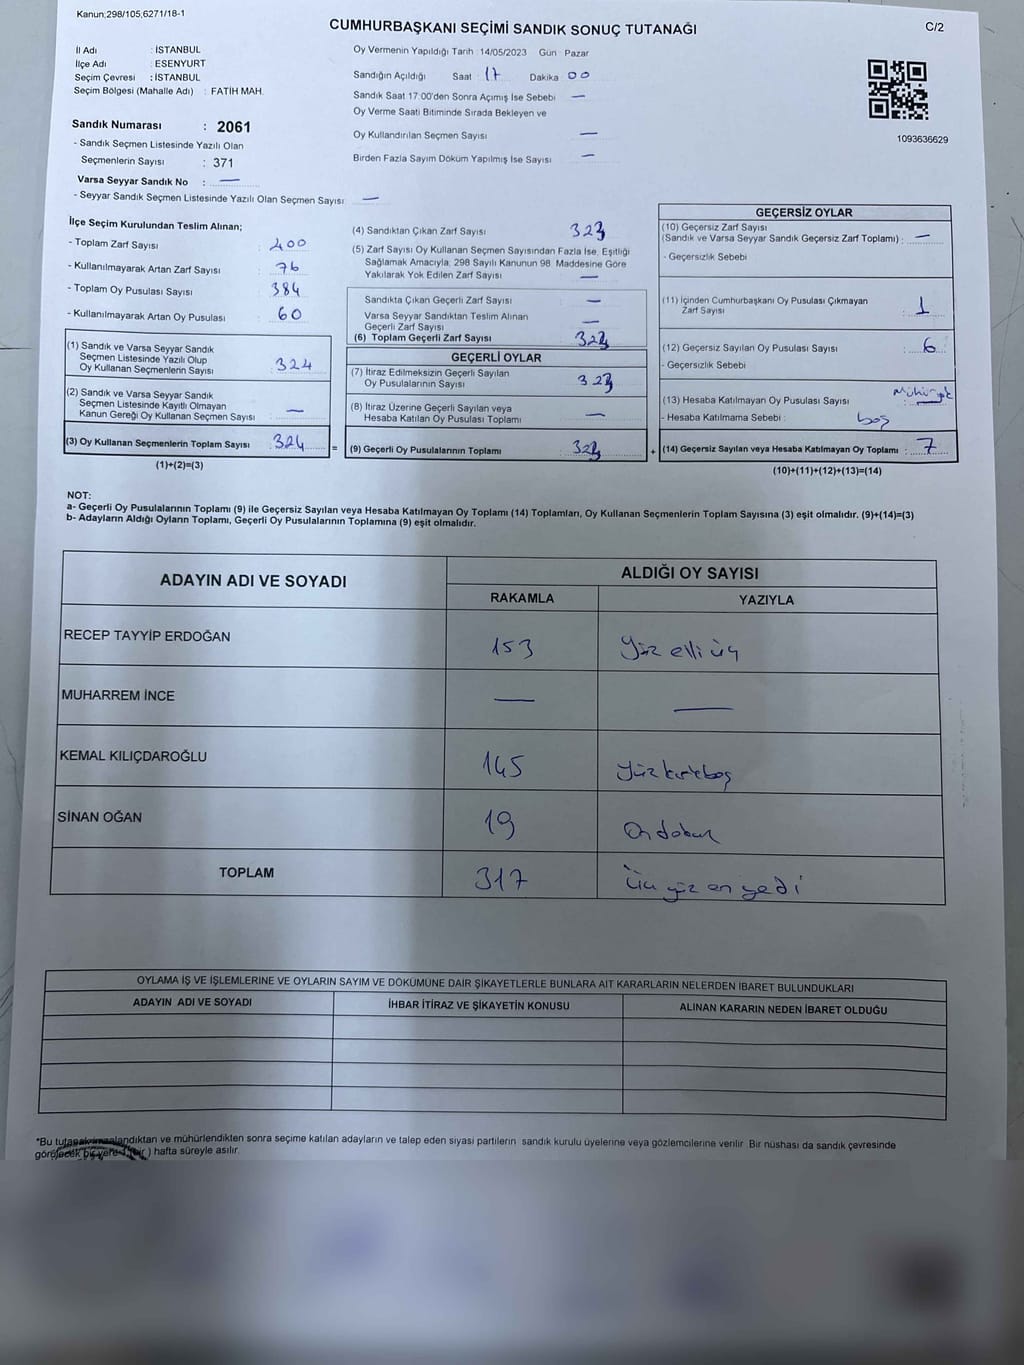 Kanun;298/105,6271/18-1
CUMHURBAŞKANI SEÇİMİ SANDIK SONUÇ TUTANAĞI
C/2
İl Adı : İSTANBUL
İlçe Adı : ESENYURT
Seçim Çevresi : İSTANBUL
Seçim Bölgesi (Mahalle Adı) : FATİH MAH.
Sandık Numarası : 2061
- Sandık Seçmen Listesinde Yazılı Olan
Seçmenlerin Sayısı : 371
Varsa Seyyar Sandık No : —
- Seyyar Sandık Seçmen Listesinde Yazılı Olan Seçmen Sayısı: —
Oy Vermenin Yapıldığı Tarih : 14/05/2023 Gün Pazar
Sandığın Açıldığı Saat : 17 Dakika 00
Sandık Saat 17:00'den Sonra Açımış İse Sebebi —
Oy Verme Saati Bitiminde Sırada Bekleyen ve
Oy Kullandırılan Seçmen Sayısı —
Birden Fazla Sayım Döküm Yapılmış İse Sayısı —
1093636629
İlçe Seçim Kurulundan Teslim Alınan;
- Toplam Zarf Sayısı : 400
- Kullanılmayarak Artan Zarf Sayısı : 76
- Toplam Oy Pusulası Sayısı : 384
- Kullanılmayarak Artan Oy Pusulası : 60
(1) Sandık ve Varsa Seyyar Sandık
Seçmen Listesinde Yazılı Olup
Oy Kullanan Seçmenlerin Sayısı : 324
(2) Sandık ve Varsa Seyyar Sandık
Seçmen Listesinde Kayıtlı Olmayan
Kanun Gereği Oy Kullanan Seçmen Sayısı : —
(3) Oy Kullanan Seçmenlerin Toplam Sayısı : 324
(1)+(2)=(3)
(4) Sandıktan Çıkan Zarf Sayısı : 323
(5) Zarf Sayısı Oy Kullanan Seçmen Sayısından Fazla İse, Eşitliği
Sağlamak Amacıyla, 298 Sayılı Kanunun 98. Maddesine Göre
Yakılarak Yok Edilen Zarf Sayısı —
Sandıkta Çıkan Geçerli Zarf Sayısı : —
Varsa Seyyar Sandıktan Teslim Alınan
Geçerli Zarf Sayısı —
(6) Toplam Geçerli Zarf Sayısı
GEÇERLİ OYLAR
(7) İtiraz Edilmeksizin Geçerli Sayılan
Oy Pusulalarının Sayısı :
(8) İtiraz Üzerine Geçerli Sayılan veya
Hesaba Katılan Oy Pusulası Toplamı : —
= (9) Geçerli Oy Pusulalarının Toplamı :
GEÇERSİZ OYLAR
(10) Geçersiz Zarf Sayısı
(Sandık ve Varsa Seyyar Sandık Geçersiz Zarf Toplamı) : —
- Geçersizlik Sebebi
(11) İçinden Cumhurbaşkanı Oy Pusulası Çıkmayan
Zarf Sayısı : 1
(12) Geçersiz Sayılan Oy Pusulası Sayısı : 6
- Geçersizlik Sebebi
(13) Hesaba Katılmayan Oy Pusulası Sayısı
- Hesaba Katılmama Sebebi : boş
+ (14) Geçersiz Sayılan veya Hesaba Katılmayan Oy Toplamı : 7
(10)+(11)+(12)+(13)=(14)
NOT:
a- Geçerli Oy Pusulalarının Toplamı (9) ile Geçersiz Sayılan veya Hesaba Katılmayan Oy Toplamı (14) Toplamları, Oy Kullanan Seçmenlerin Toplam Sayısına (3) eşit olmalıdır. (9)+(14)=(3)
b- Adayların Aldığı Oyların Toplamı, Geçerli Oy Pusulalarının Toplamına (9) eşit olmalıdır.
ADAYIN ADI VE SOYADI
ALDIĞI OY SAYISI
RAKAMLA YAZIYLA
RECEP TAYYİP ERDOĞAN 153 Yüz elli üç
MUHARREM İNCE — —
KEMAL KILIÇDAROĞLU 145 Yüz kırk beş
SİNAN OĞAN 19 On dokuz
TOPLAM 317 Üç yüz on yedi
OYLAMA İŞ VE İŞLEMLERİNE VE OYLARIN SAYIM VE DÖKÜMÜNE DAİR ŞİKAYETLERLE BUNLARA AİT KARARLARIN NELERDEN İBARET BULUNDUKLARI
ADAYIN ADI VE SOYADI İHBAR İTİRAZ VE ŞİKAYETİN KONUSU ALINAN KARARIN NEDEN İBARET OLDUĞU
*Bu tutanak imzalandıktan ve mühürlendikten sonra seçime katılan adayların ve talep eden siyasi partilerin sandık kurulu üyelerine veya gözlemcilerine verilir. Bir nüshası da sandık çevresinde
görülecek bir yere 1 (bir) hafta süreyle asılır.